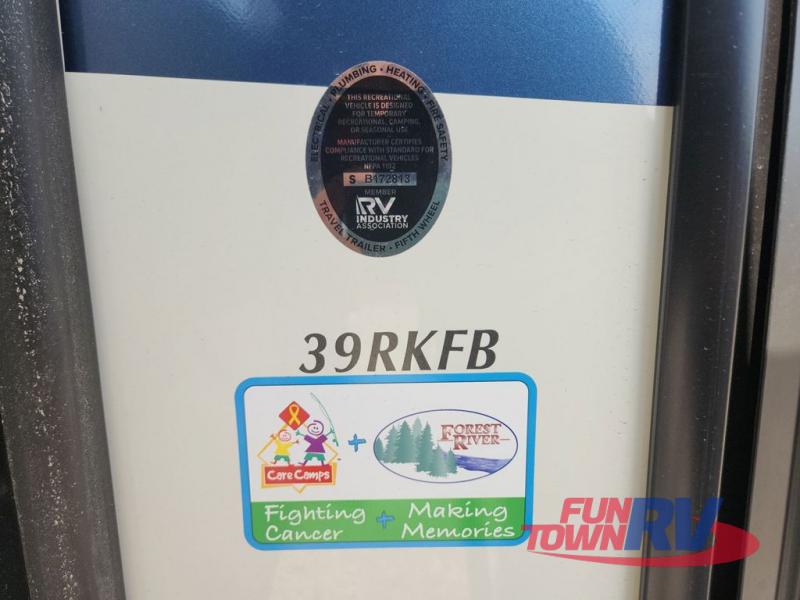 ELECTRICAL • PLUMBING • HEATING • FIRE SAFETY
THIS RECREATIONAL
VEHICLE IS DESIGNED
FOR TEMPORARY
RECREATIONAL, CAMPING,
OR SEASONAL USE
MANUFACTURER CERTIFIES
COMPLIANCE WITH STANDARD FOR
RECREATIONAL VEHICLES
NFPA 1192
S B172813
MEMBER
RV
INDUSTRY
ASSOCIATION
TRAVEL TRAILER • FIFTH WHEEL
39RKFB
Care Camps
+
FOREST
RIVER
Fighting + Making
Cancer Memories
FUN
TOWN RV